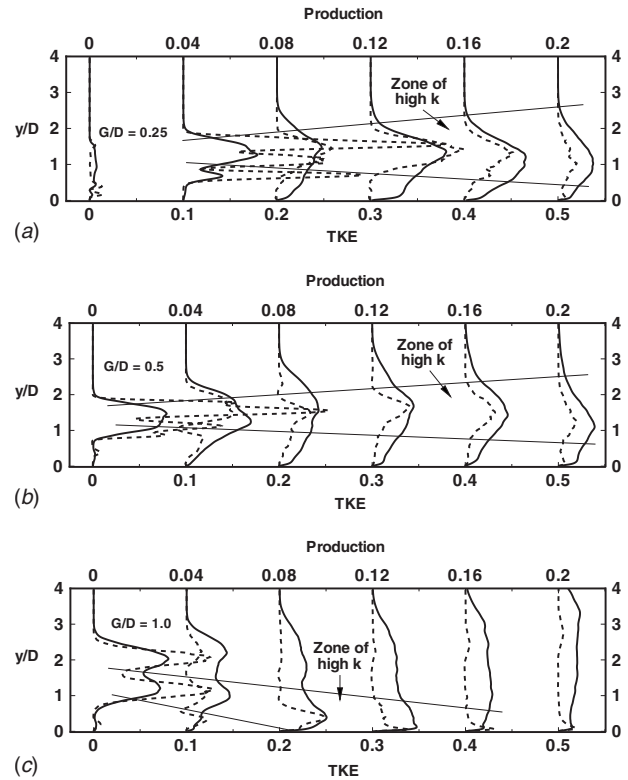 Production
0 0.04 0.08 0.12 0.16 0.2
4 4
Zone of
high k
3 3
y/D G/D = 0.25
2 2
1 1
0 0
0 0.1 0.2 0.3 0.4 0.5
(a) TKE
Production
0 0.04 0.08 0.12 0.16 0.2
4 4
Zone of
high k
G/D = 0.5
3 3
y/D
2 2
1 1
0 0
0 0.1 0.2 0.3 0.4 0.5
(b) TKE
Production
0 0.04 0.08 0.12 0.16 0.2
4 4
G/D = 1.0
3 3
y/D
Zone of
high k
2 2
1 1
0 0
0 0.1 0.2 0.3 0.4 0.5
(c) TKE